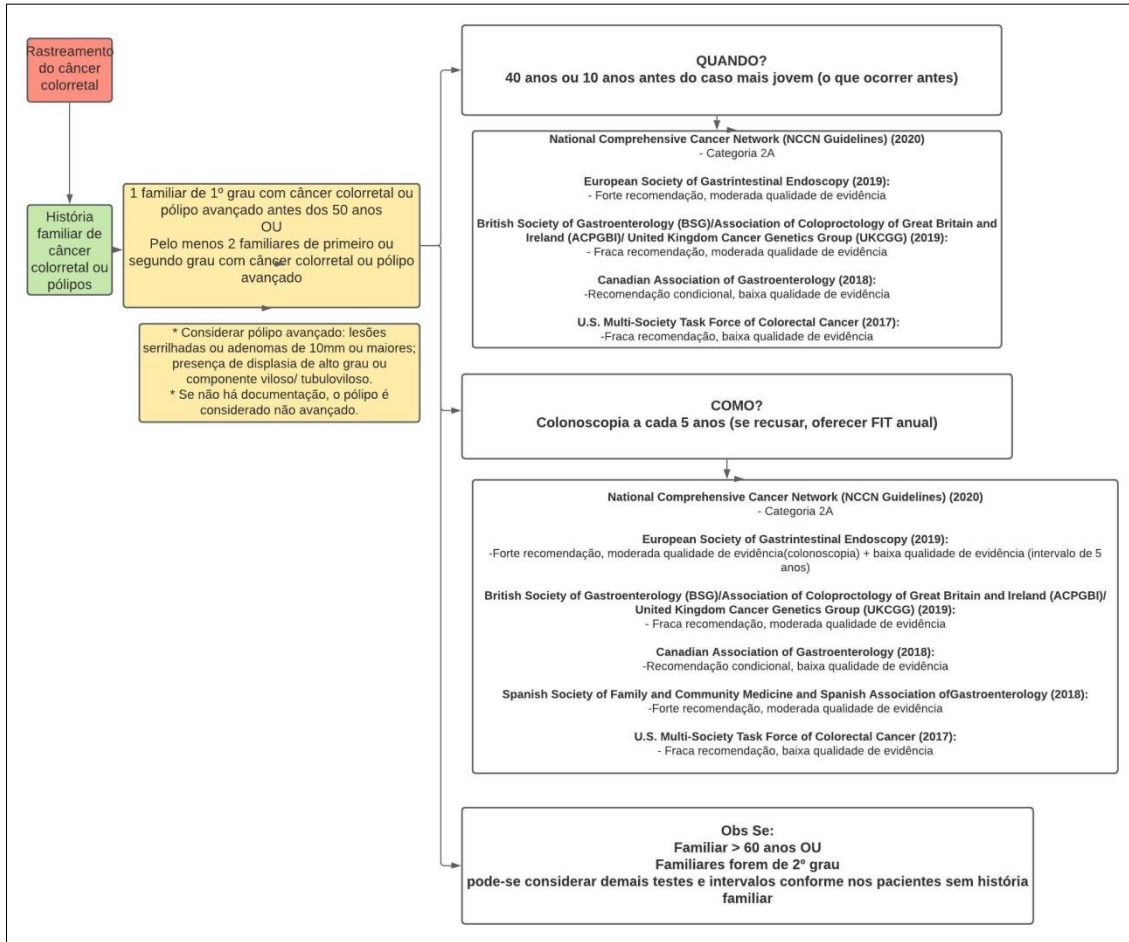 Rastreamento
do câncer
colorretal
História
familiar de
câncer
colorretal ou
pólipos
1 familiar de 1º grau com câncer colorretal ou
pólipo avançado antes dos 50 anos
OU
Pelo menos 2 familiares de primeiro ou
segundo grau com câncer colorretal ou pólipo
avançado
* Considerar pólipo avançado: lesões
serrilhadas ou adenomas de 10mm ou maiores;
presença de displasia de alto grau ou
componente viloso/ tubuloviloso.
* Se não há documentação, o pólipo é
considerado não avançado.
QUANDO?
40 anos ou 10 anos antes do caso mais jovem (o que ocorrer antes)
National Comprehensive Cancer Network (NCCN Guidelines) (2020)
- Categoria 2A
European Society of Gastrintestinal Endoscopy (2019):
- Forte recomendação, moderada qualidade de evidência
British Society of Gastroenterology (BSG)/Association of Coloproctology of Great Britain and
Ireland (ACPGBI)/ United Kingdom Cancer Genetics Group (UKCGG) (2019):
- Fraca recomendação, moderada qualidade de evidência
Canadian Association of Gastroenterology (2018):
-Recomendação condicional, baixa qualidade de evidência
U.S. Multi-Society Task Force of Colorectal Cancer (2017):
-Fraca recomendação, baixa qualidade de evidência
COMO?
Colonoscopia a cada 5 anos (se recusar, oferecer FIT anual)
National Comprehensive Cancer Network (NCCN Guidelines) (2020)
- Categoria 2A
European Society of Gastrintestinal Endoscopy (2019):
-Forte recomendação, moderada qualidade de evidência(colonoscopia) + baixa qualidade de evidência (intervalo de 5
anos)
British Society of Gastroenterology (BSG)/Association of Coloproctology of Great Britain and Ireland (ACPGBI)/
United Kingdom Cancer Genetics Group (UKCGG) (2019):
- Fraca recomendação, moderada qualidade de evidência
Canadian Association of Gastroenterology (2018):
-Recomendação condicional, baixa qualidade de evidência
Spanish Society of Family and Community Medicine and Spanish Association ofGastroenterology (2018):
-Forte recomendação, moderada qualidade de evidência
U.S. Multi-Society Task Force of Colorectal Cancer (2017):
- Fraca recomendação, baixa qualidade de evidência
Obs Se:
Familiar > 60 anos OU
Familiares forem de 2º grau
pode-se considerar demais testes e intervalos conforme nos pacientes sem história
familiar